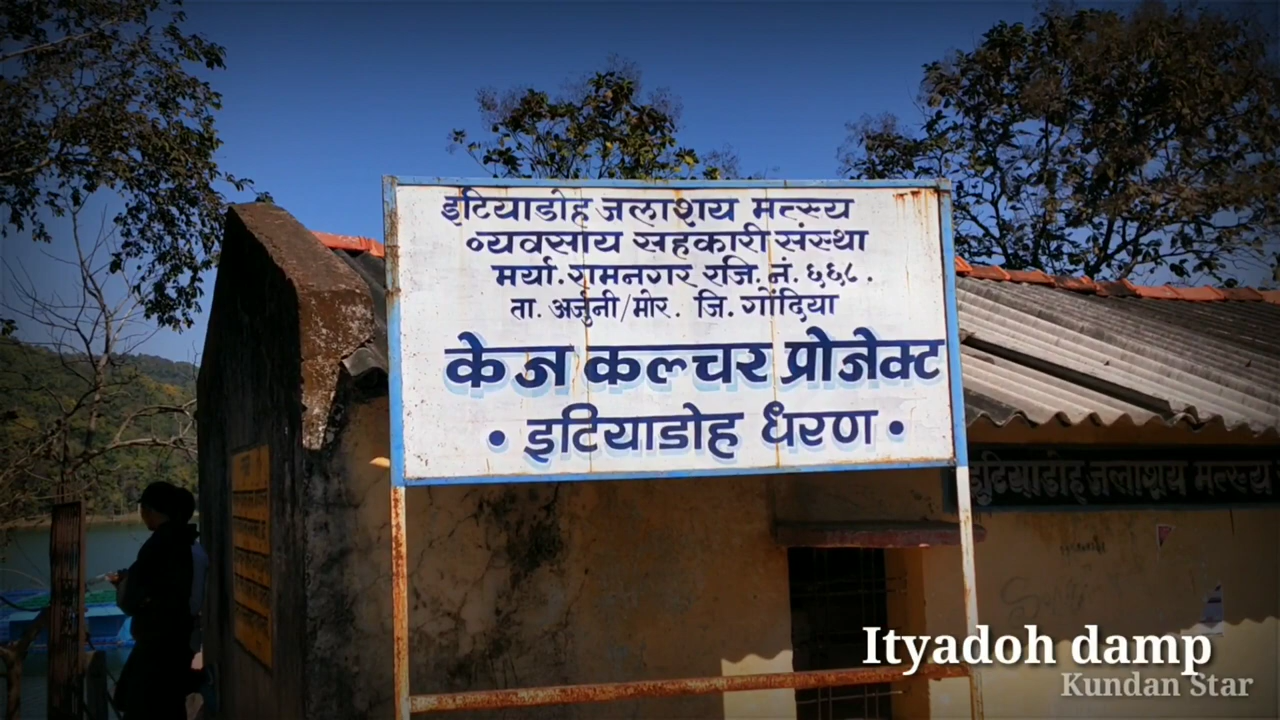 इटियाडोह जलाशय मत्स्य
व्यवसाय सहकारी संस्था
मर्या. रामनगर रजि. नं. ६६८.
ता. अर्जुनी/मोर. जि. गोंदिया
केज कल्चर प्रोजेक्ट
• इटियाडोह धरण •
इटियाडोह जलाशय मत्स्य
Ityadoh damp
Kundan Star